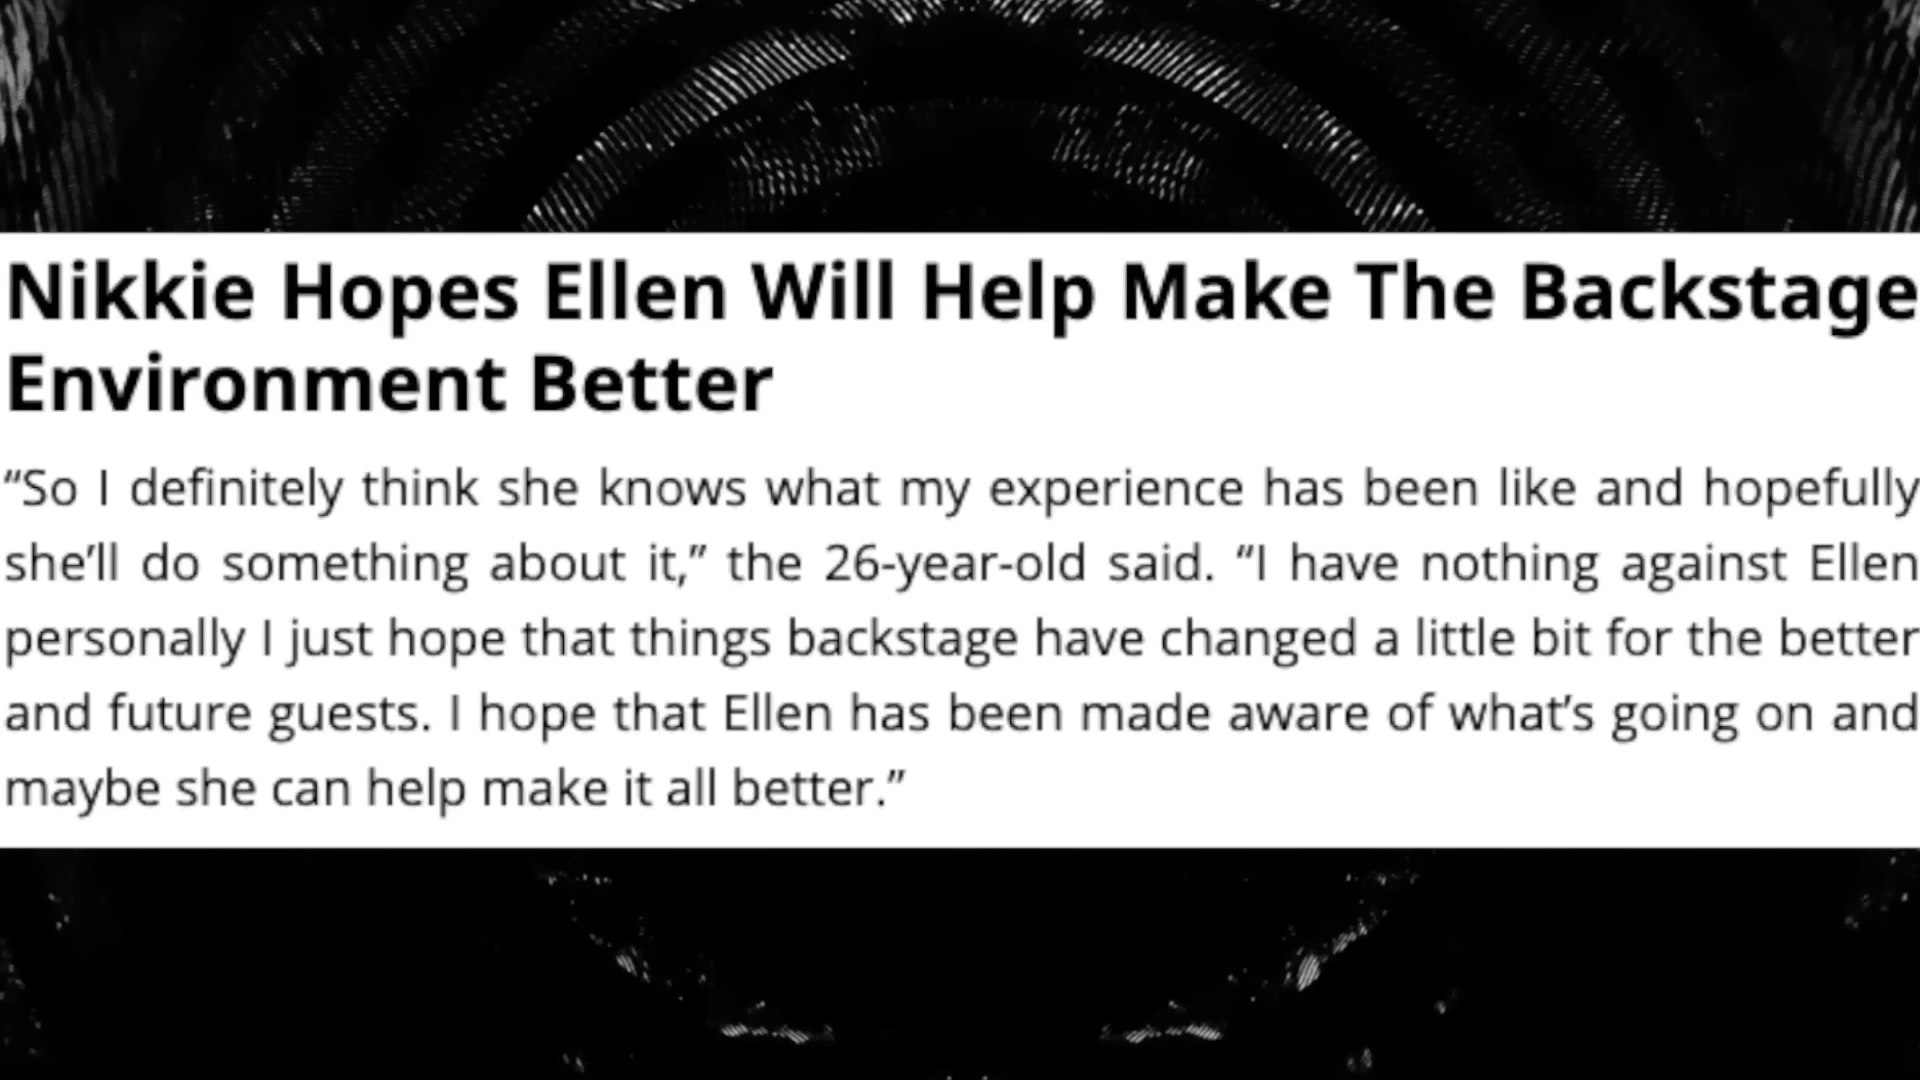 Nikkie Hopes Ellen Will Help Make The Backstage
Environment Better
“So I definitely think she knows what my experience has been like and hopefully
she’ll do something about it,” the 26-year-old said. “I have nothing against Ellen
personally I just hope that things backstage have changed a little bit for the better
and future guests. I hope that Ellen has been made aware of what’s going on and
maybe she can help make it all better.”